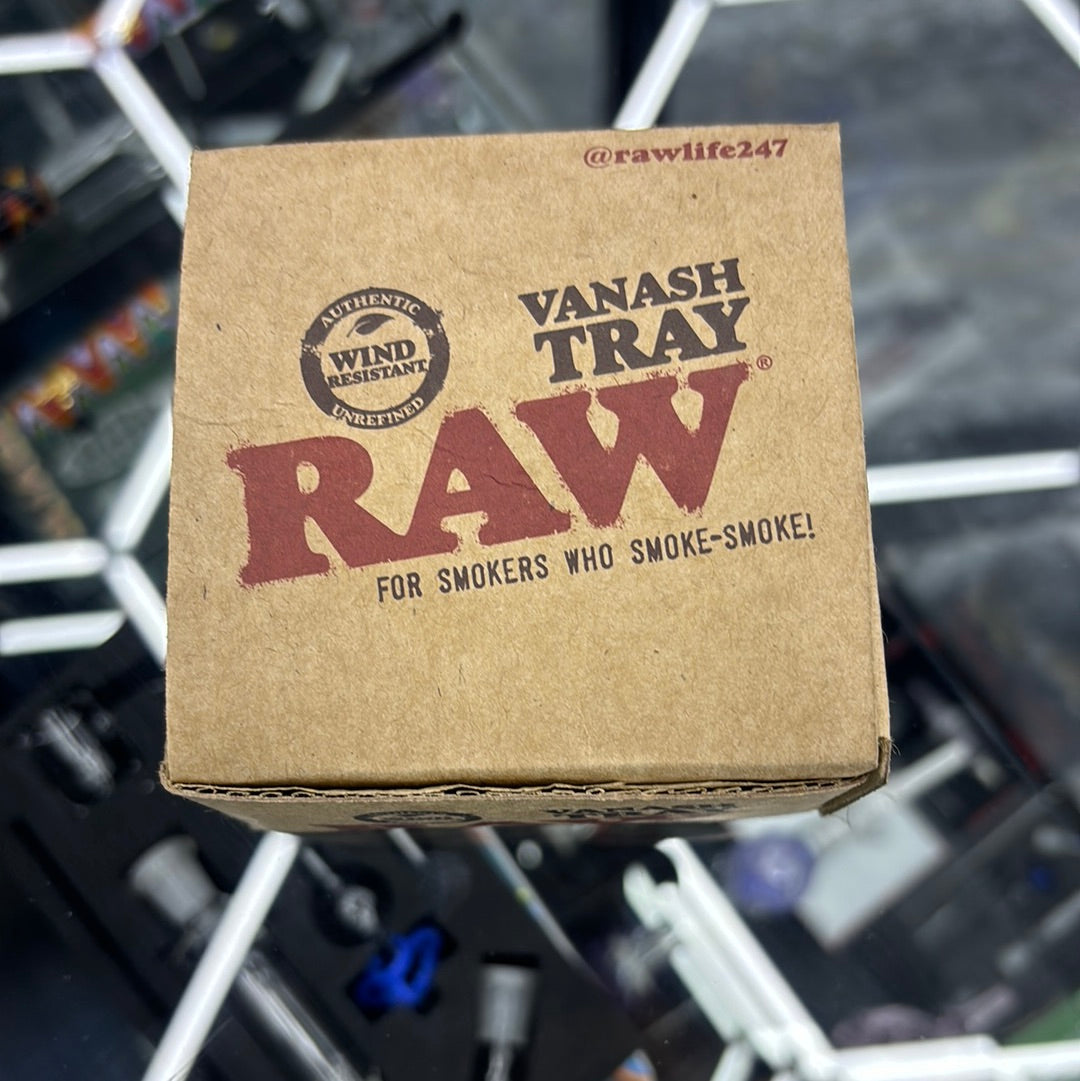 @rawlife247
AUTHENTIC
WIND
RESISTANT
UNREFINED
VANASH
TRAY
RAW®
FOR SMOKERS WHO SMOKE-SMOKE!